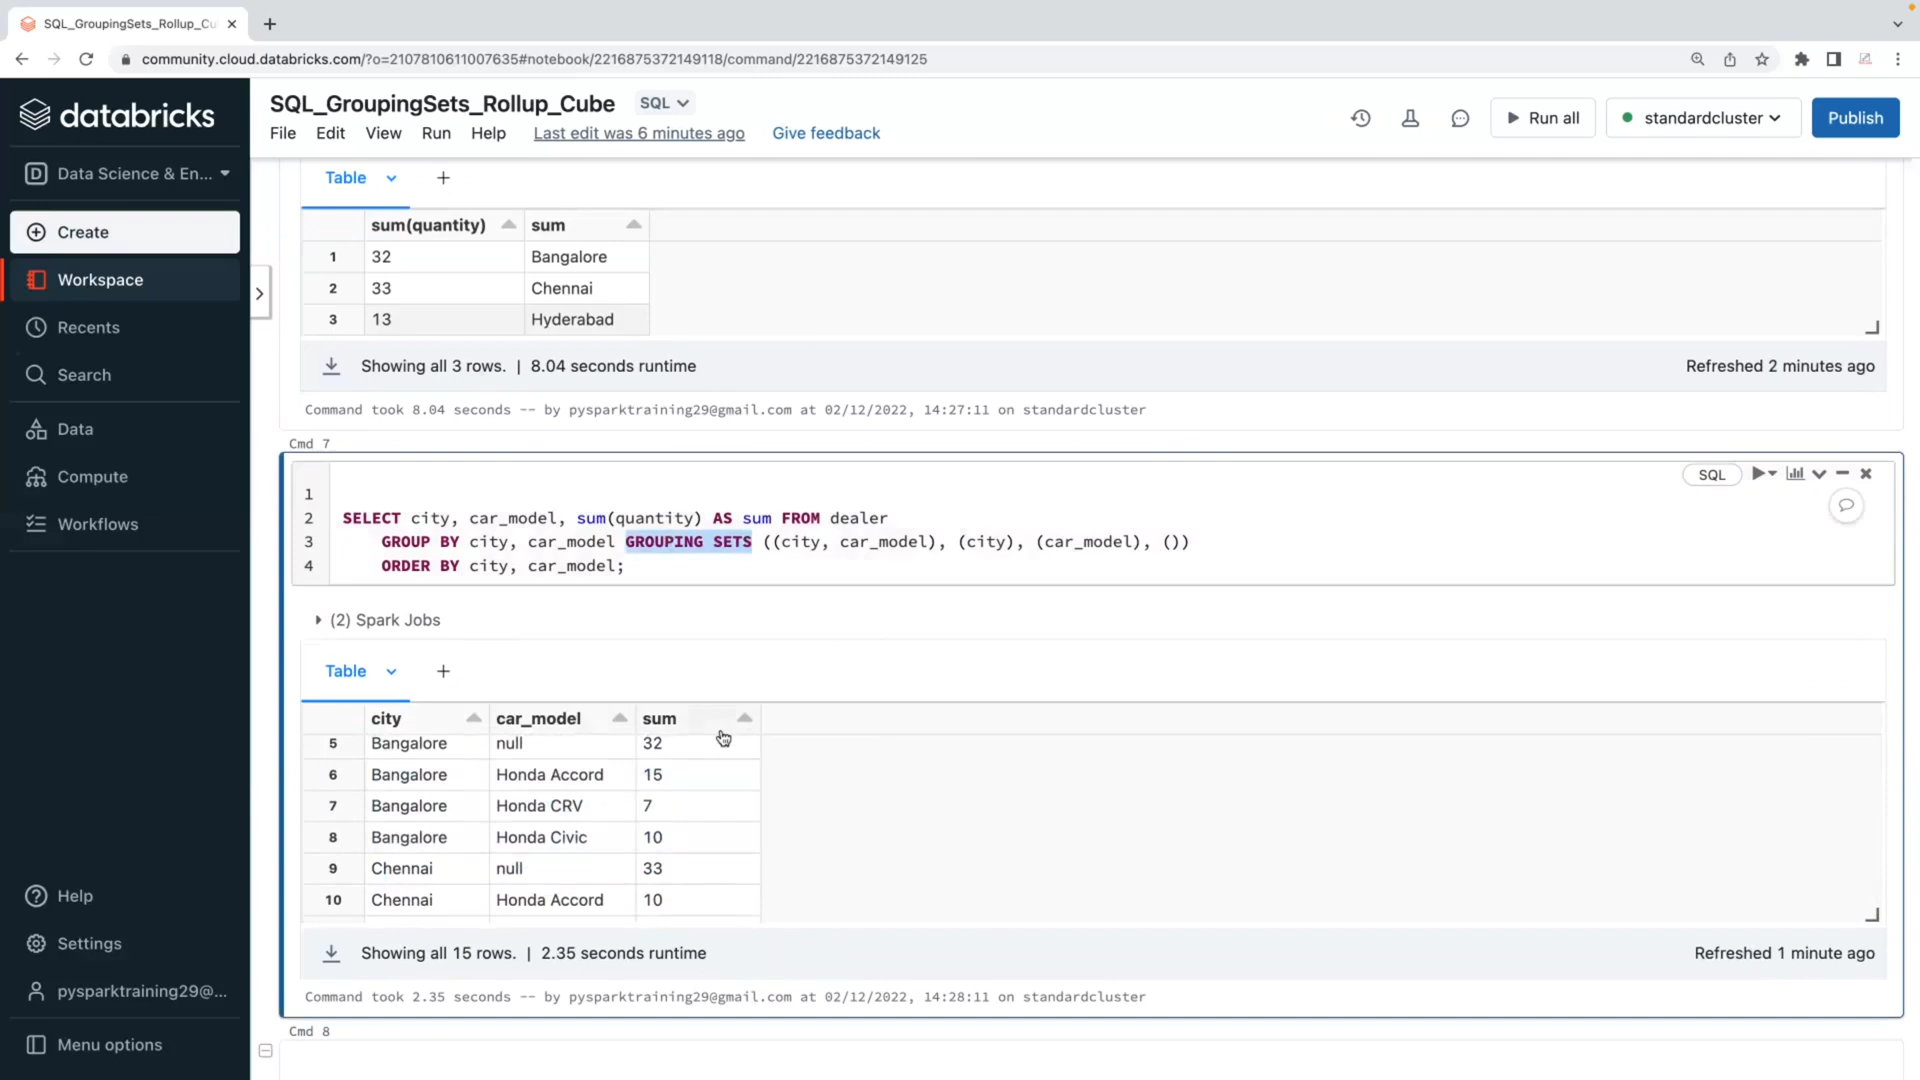 SQL_GroupingSets_Rollup_Cu
community.cloud.databricks.com/?o=2107810611007635#notebook/2216875372149118/command/2216875372149125
databricks
Data Science & En...
Create
Workspace
Recents
Search
Data
Compute
Workflows
Help
Settings
pysparktraining29@...
Menu options
SQL_GroupingSets_Rollup_Cube SQL
File Edit View Run Help Last edit was 6 minutes ago Give feedback
Run all standardcluster Publish
Table +
sum(quantity) sum
1 32 Bangalore
2 33 Chennai
3 13 Hyderabad
Showing all 3 rows. | 8.04 seconds runtime Refreshed 2 minutes ago
Command took 8.04 seconds -- by pysparktraining29@gmail.com at 02/12/2022, 14:27:11 on standardcluster
Cmd 7
SQL
1
2 SELECT city, car_model, sum(quantity) AS sum FROM dealer
3 GROUP BY city, car_model GROUPING SETS ((city, car_model), (city), (car_model), ())
4 ORDER BY city, car_model;
(2) Spark Jobs
Table +
city car_model sum
5 Bangalore null 32
6 Bangalore Honda Accord 15
7 Bangalore Honda CRV 7
8 Bangalore Honda Civic 10
9 Chennai null 33
10 Chennai Honda Accord 10
Showing all 15 rows. | 2.35 seconds runtime Refreshed 1 minute ago
Command took 2.35 seconds -- by pysparktraining29@gmail.com at 02/12/2022, 14:28:11 on standardcluster
Cmd 8